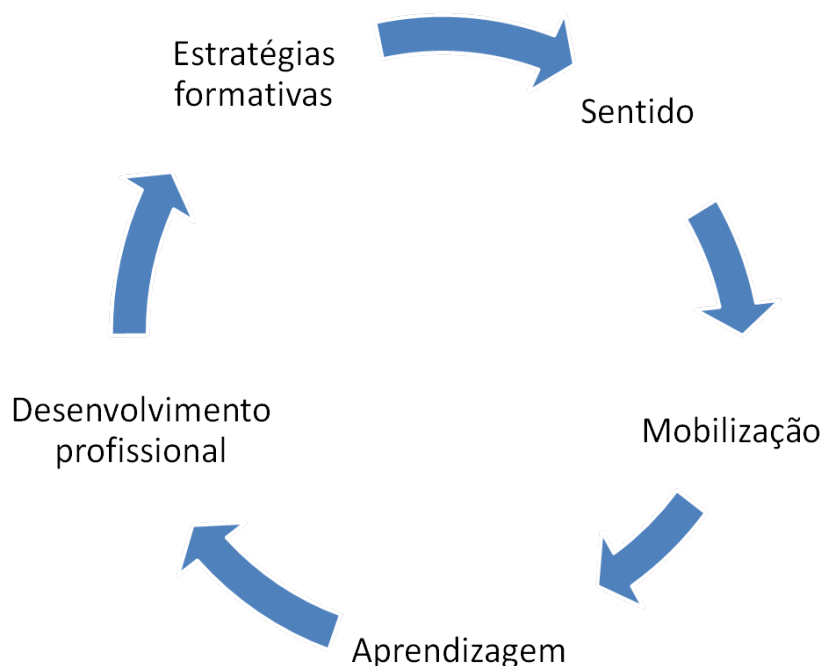 Estratégias
formativas
Sentido
Mobilização
Aprendizagem
Desenvolvimento
profissional